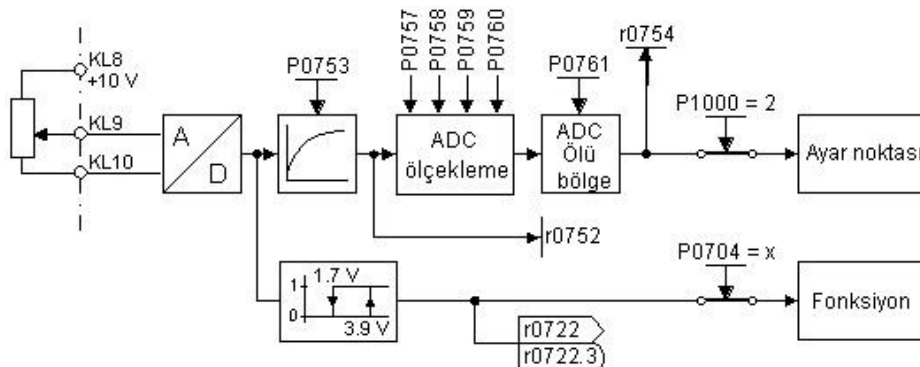 KL8
+10 V
KL9
KL10
A
D
P0753
P0757
P0758
P0759
P0760
ADC
ölçekleme
P0761
ADC
Ölü
bölge
r0754
P1000 = 2
Ayar noktası
r0752
1
0
1.7 V
3.9 V
r0722
r0722.3
P0704 = x
Fonksiyon